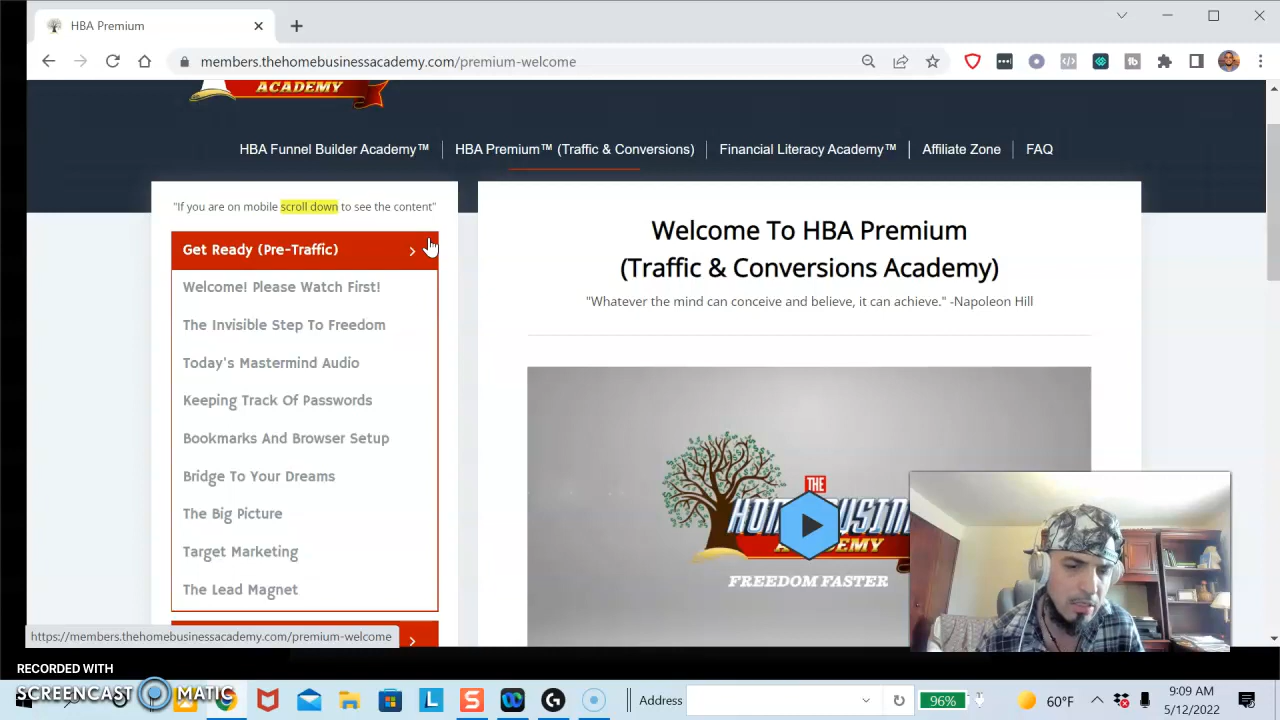 HBA Premium
members.thehomebusinessacademy.com/premium-welcome
ACADEMY
HBA Funnel Builder Academy™
HBA Premium™ (Traffic & Conversions)
Financial Literacy Academy™
Affiliate Zone
FAQ
"If you are on mobile scroll down to see the content"
Get Ready (Pre-Traffic)
Welcome! Please Watch First!
The Invisible Step To Freedom
Today's Mastermind Audio
Keeping Track Of Passwords
Bookmarks And Browser Setup
Bridge To Your Dreams
The Big Picture
Target Marketing
The Lead Magnet
Welcome To HBA Premium
(Traffic & Conversions Academy)
"Whatever the mind can conceive and believe, it can achieve." -Napoleon Hill
THE
ACADEMY
FREEDOM FASTER
https://members.thehomebusinessacademy.com/premium-welcome
RECORDED WITH
SCREENCAST MATIC
Address
96%
60°F
9:09 AM
5/12/2022